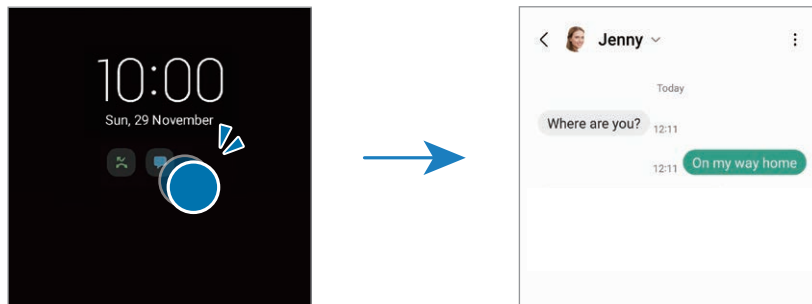 10:00
Sun, 29 November
Jenny
Today
Where are you? 12:11
12:11 On my way home